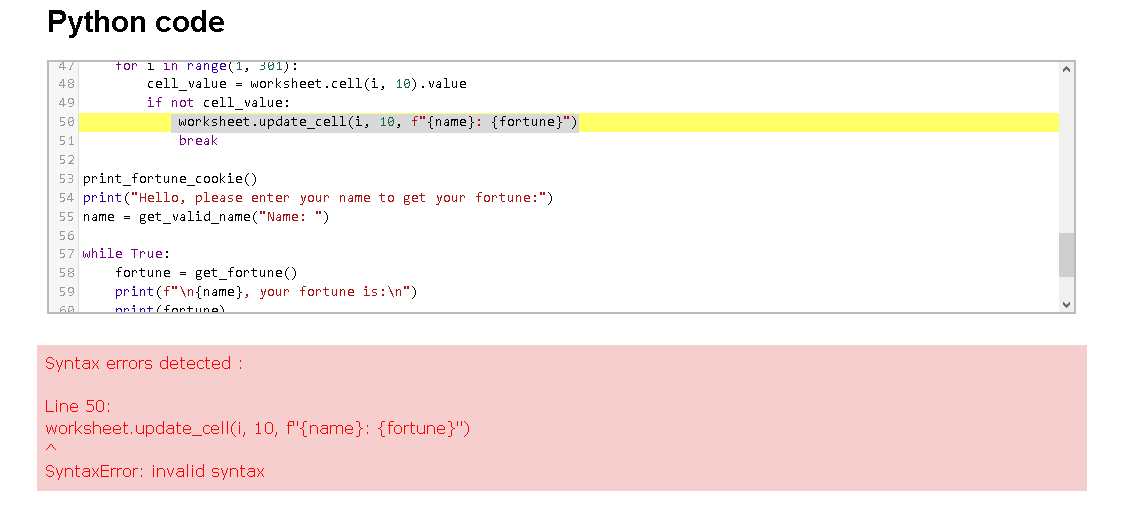 Python code
47     for i in range(1, 301):
48         cell_value = worksheet.cell(i, 10).value
49         if not cell_value:
50             worksheet.update_cell(i, 10, f"{name}: {fortune}")
51             break
52
53 print_fortune_cookie()
54 print("Hello, please enter your name to get your fortune:")
55 name = get_valid_name("Name: ")
56
57 while True:
58     fortune = get_fortune()
59     print(f"\n{name}, your fortune is:\n")
60     print(fortune)
Syntax errors detected :
Line 50:
worksheet.update_cell(i, 10, f"{name}: {fortune}")
^
SyntaxError: invalid syntax